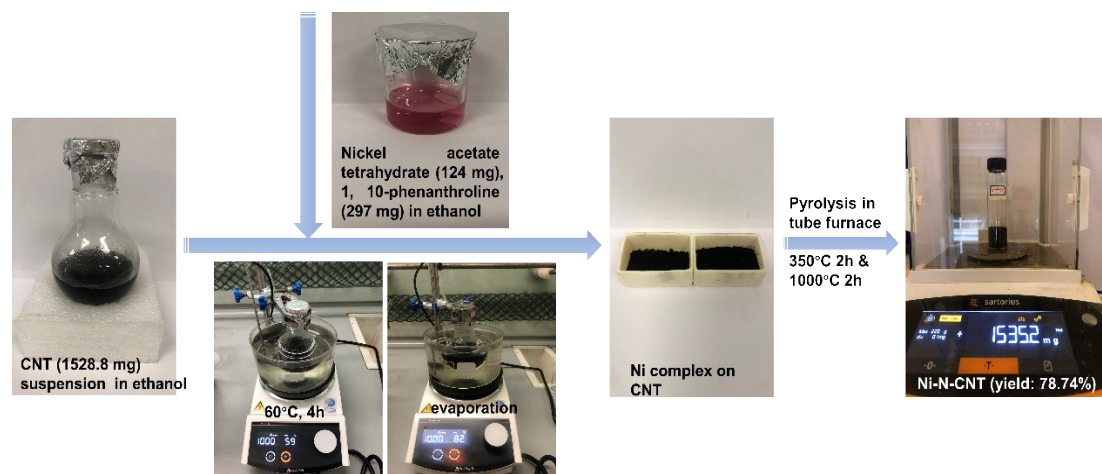 Nickel acetate
tetrahydrate (124 mg),
1, 10-phenanthroline
(297 mg) in ethanol
CNT (1528.8 mg)
suspension in ethanol
60°C, 4h
1000 59
evaporation
1000 82
Ni complex on
CNT
Pyrolysis in
tube furnace
350°C 2h &
1000°C 2h
sartorius
1535.2 mg
Ni-N-CNT (yield: 78.74%)